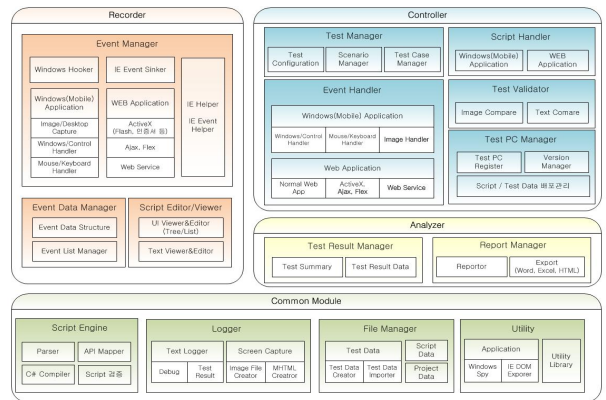 Recorder
Event Manager
Windows Hooker
IE Event Sinker
Windows(Mobile)
Application
Image/Desktop
Capture
Windows/Control
Handler
Mouse/Keyboard
Handler
WEB Application
ActiveX
(Flash, 인증서 등)
Ajax, Flex
Web Service
IE Helper
IE Event
Helper
Event Data Manager
Event Data Structure
Event List Manager
Script Editor/Viewer
UI Viewer&Editor
(Tree/List)
Text Viewer&Editor
Controller
Test Manager
Test
Configuration
Scenario
Manager
Test Case
Manager
Script Handler
Windows(Mobile)
Application
WEB
Application
Event Handler
Windows(Mobile) Application
Windows/Control
Handler
Mouse/Keyboard
Handler
Image Handler
Web Application
Normal Web
App
ActiveX,
Ajax, Flex
Web Service
Test Validator
Image Compare
Text Comare
Test PC Manager
Test PC
Register
Version
Manager
Script / Test Data 배포관리
Analyzer
Test Result Manager
Test Summary
Test Result Data
Report Manager
Reportor
Export
(Word, Excel, HTML)
Common Module
Script Engine
Parser
API Mapper
C# Compiler
Script 검증
Logger
Text Logger
Debug
Test
Result
Screen Capture
Image File
Creator
MHTML
Creatror
File Manager
Test Data
Test Data
Creator
Test Data
Importer
Script
Data
Project
Data
Utility
Application
Windows
Spy
IE DOM
Exporer
Utility
Library